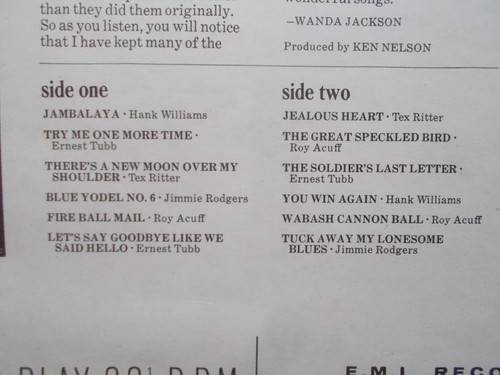 than they did them originally.
So as you listen, you will notice
that I have kept many of the
wonderful songs.
—WANDA JACKSON
Produced by KEN NELSON
side one
JAMBALAYA · Hank Williams
TRY ME ONE MORE TIME ·
Ernest Tubb
THERE'S A NEW MOON OVER MY
SHOULDER · Tex Ritter
BLUE YODEL NO. 6 · Jimmie Rodgers
FIRE BALL MAIL · Roy Acuff
LET'S SAY GOODBYE LIKE WE
SAID HELLO · Ernest Tubb
side two
JEALOUS HEART · Tex Ritter
THE GREAT SPECKLED BIRD ·
Roy Acuff
THE SOLDIER'S LAST LETTER ·
Ernest Tubb
YOU WIN AGAIN · Hank Williams
WABASH CANNON BALL · Roy Acuff
TUCK AWAY MY LONESOME
BLUES · Jimmie Rodgers
E.M.I. RECO